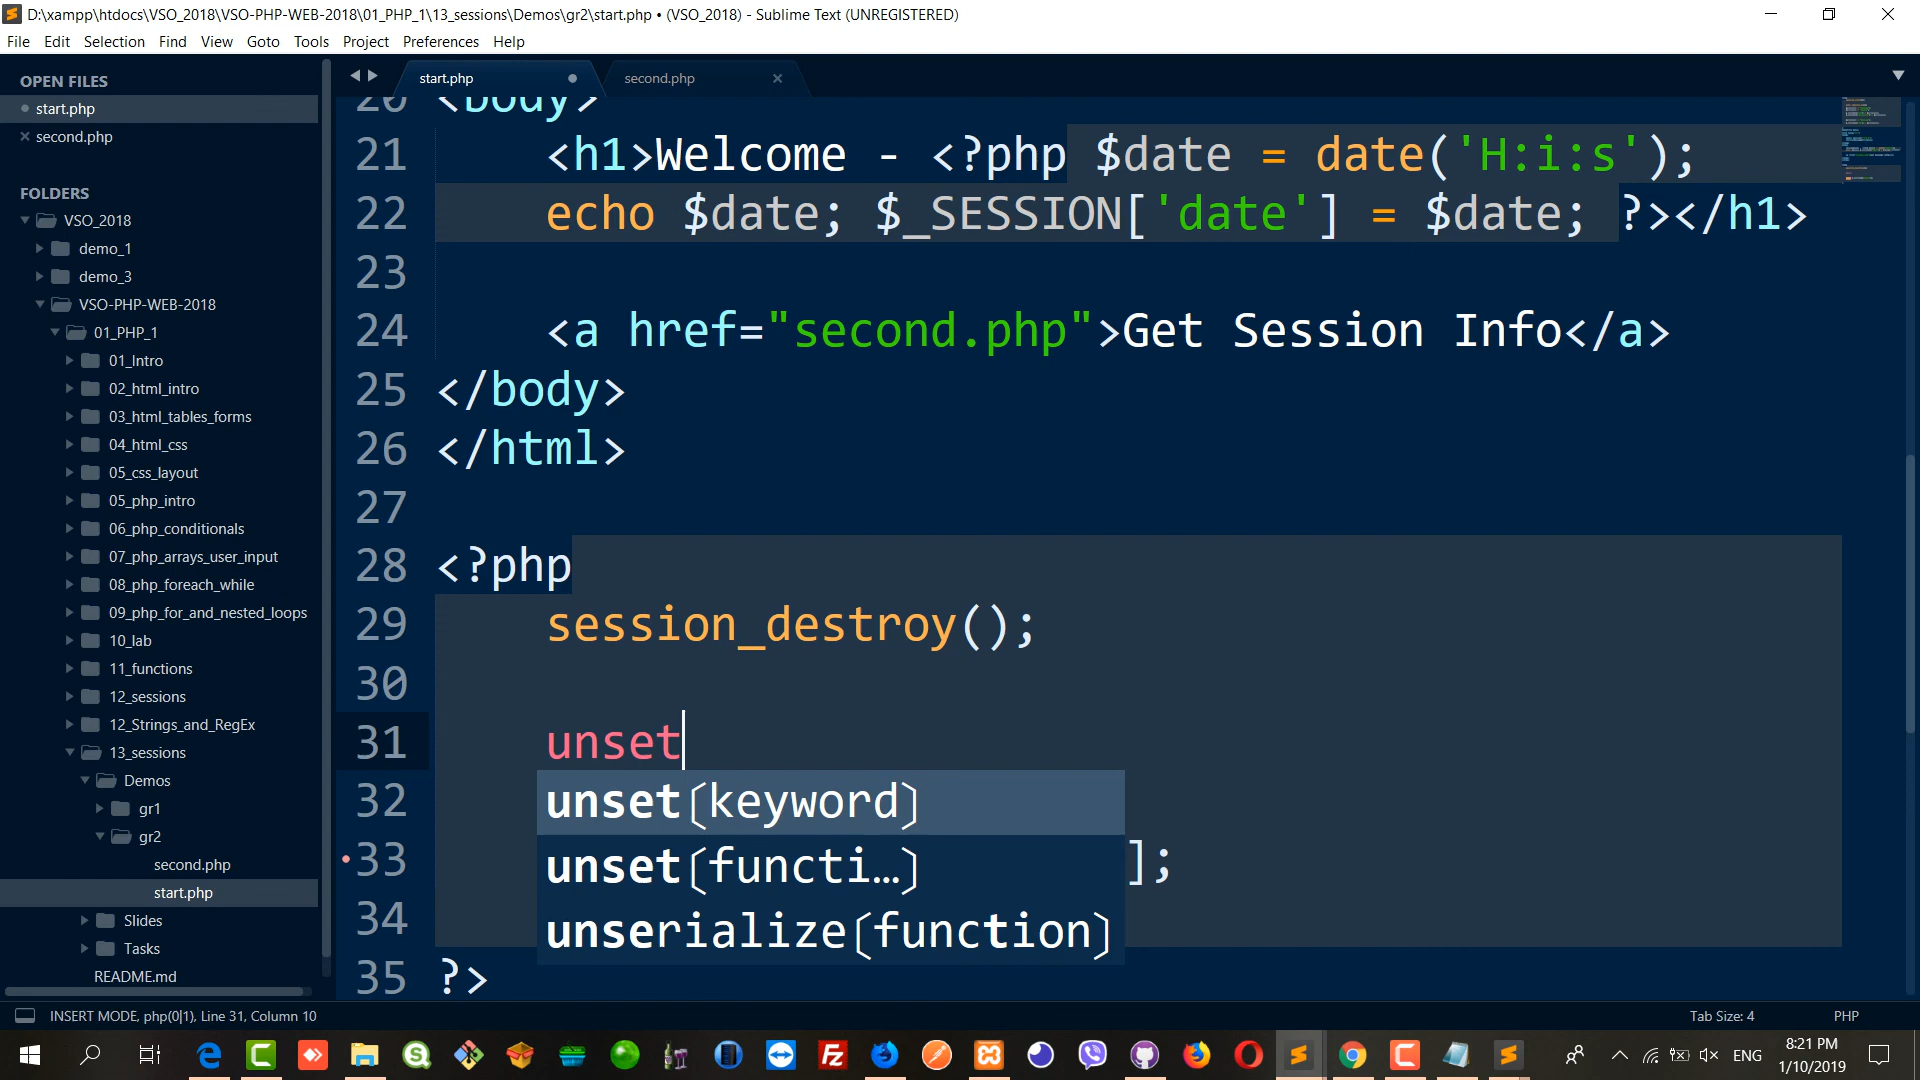 D:\xampp\htdocs\VSO_2018\VSO-PHP-WEB-2018\01_PHP_1\13_sessions\Demos\gr2\start.php • (VSO_2018) - Sublime Text (UNREGISTERED)
File Edit Selection Find View Goto Tools Project Preferences Help
OPEN FILES
start.php
second.php
FOLDERS
VSO_2018
demo_1
demo_3
VSO-PHP-WEB-2018
01_PHP_1
01_Intro
02_html_intro
03_html_tables_forms
04_html_css
05_css_layout
05_php_intro
06_php_conditionals
07_php_arrays_user_input
08_php_foreach_while
09_php_for_and_nested_loops
10_lab
11_functions
12_sessions
12_Strings_and_RegEx
13_sessions
Demos
gr1
gr2
second.php
start.php
Slides
Tasks
README.md
start.php second.php
20 <body>
21 <h1>Welcome - <?php $date = date('H:i:s');
22 echo $date; $_SESSION['date'] = $date; ?></h1>
23
24 <a href="second.php">Get Session Info</a>
25 </body>
26 </html>
27
28 <?php
29 session_destroy();
30
31 unset
32 unset(keyword)
unset(functi…)
33 ];
34 unserialize(function)
35 ?>
INSERT MODE, php(0|1), Line 31, Column 10
Tab Size: 4 PHP
ENG
8:21 PM
1/10/2019